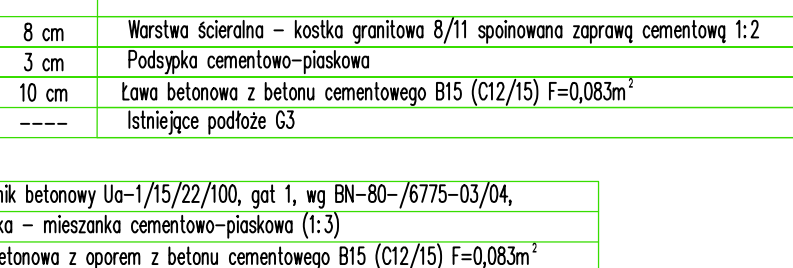 8 cm Warstwa ścieralna – kostka granitowa 8/11 spoinowana zaprawą cementową 1:2
3 cm Podsypka cementowo–piaskowa
10 cm Ława betonowa z betonu cementowego B15 (C12/15) F=0,083m²
–––– Istniejące podłoże G3
betonowy Ua–1/15/22/100, gat 1, wg BN–80–/6775–03/04,
– mieszanka cementowo–piaskowa (1:3)
z oporem z betonu cementowego B15 (C12/15) F=0,083m²